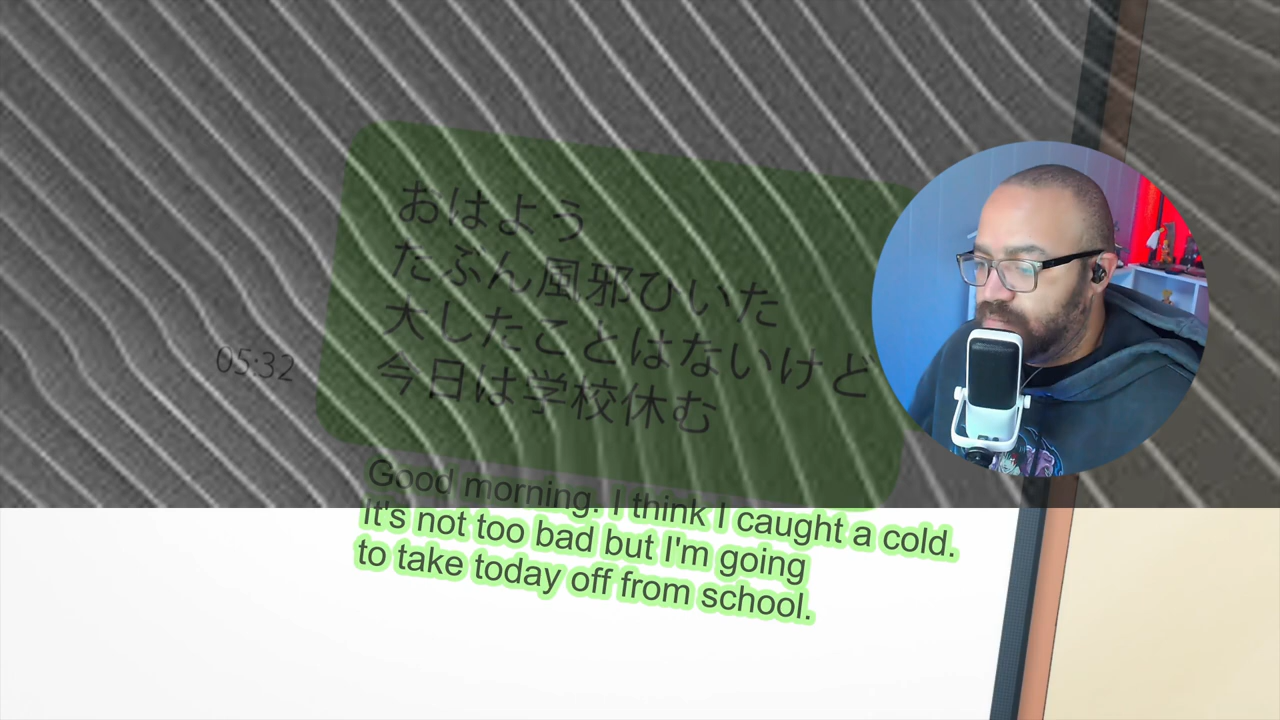 おはよう
たぶん風邪ひいた
大したことはないけど
今日は学校休む
05:32
Good morning. I think I caught a cold.
It's not too bad but I'm going
to take today off from school.